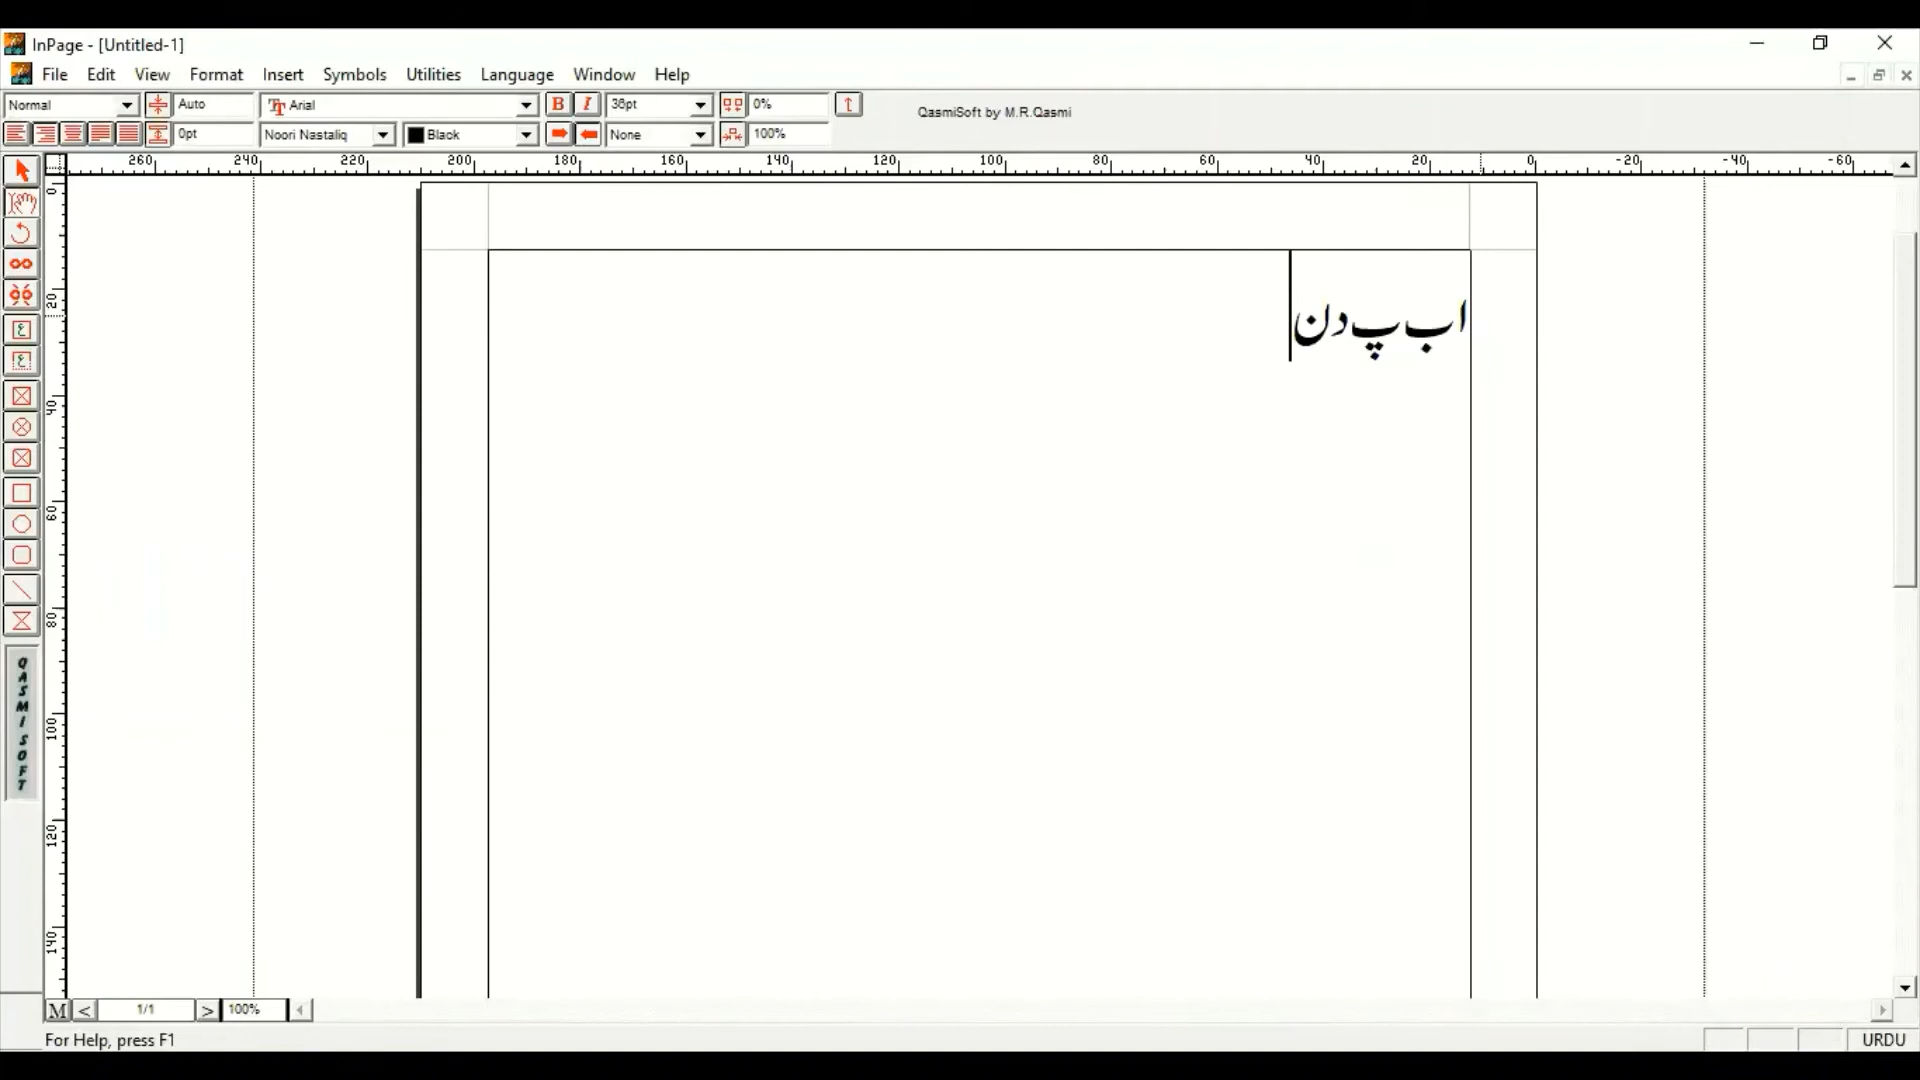 InPage - [Untitled-1]
File Edit View Format Insert Symbols Utilities Language Window Help
Normal Auto Arial B I 36pt 0% QasmiSoft by M.R.Qasmi
0pt Noori Nastaliq Black None 100%
260 240 220 200 180 160 140 120 100 80 60 40 20 0 -20 -40 -60
0
20
40
60
80
100
120
140
اب پ دن
QASMI SOFT
M < 1/1 > 100%
For Help, press F1 URDU